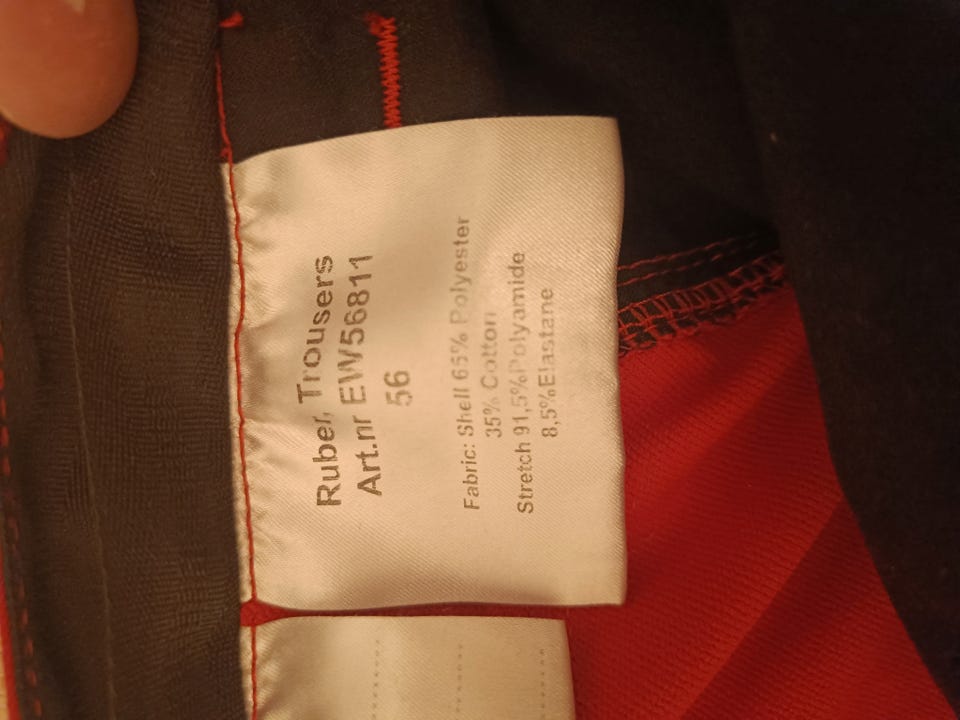 Ruber, Trousers
Art.nr EW56811
56
Fabric: Shell 65% Polyester
35% Cotton
Stretch 91,5%Polyamide
8,5%Elastane